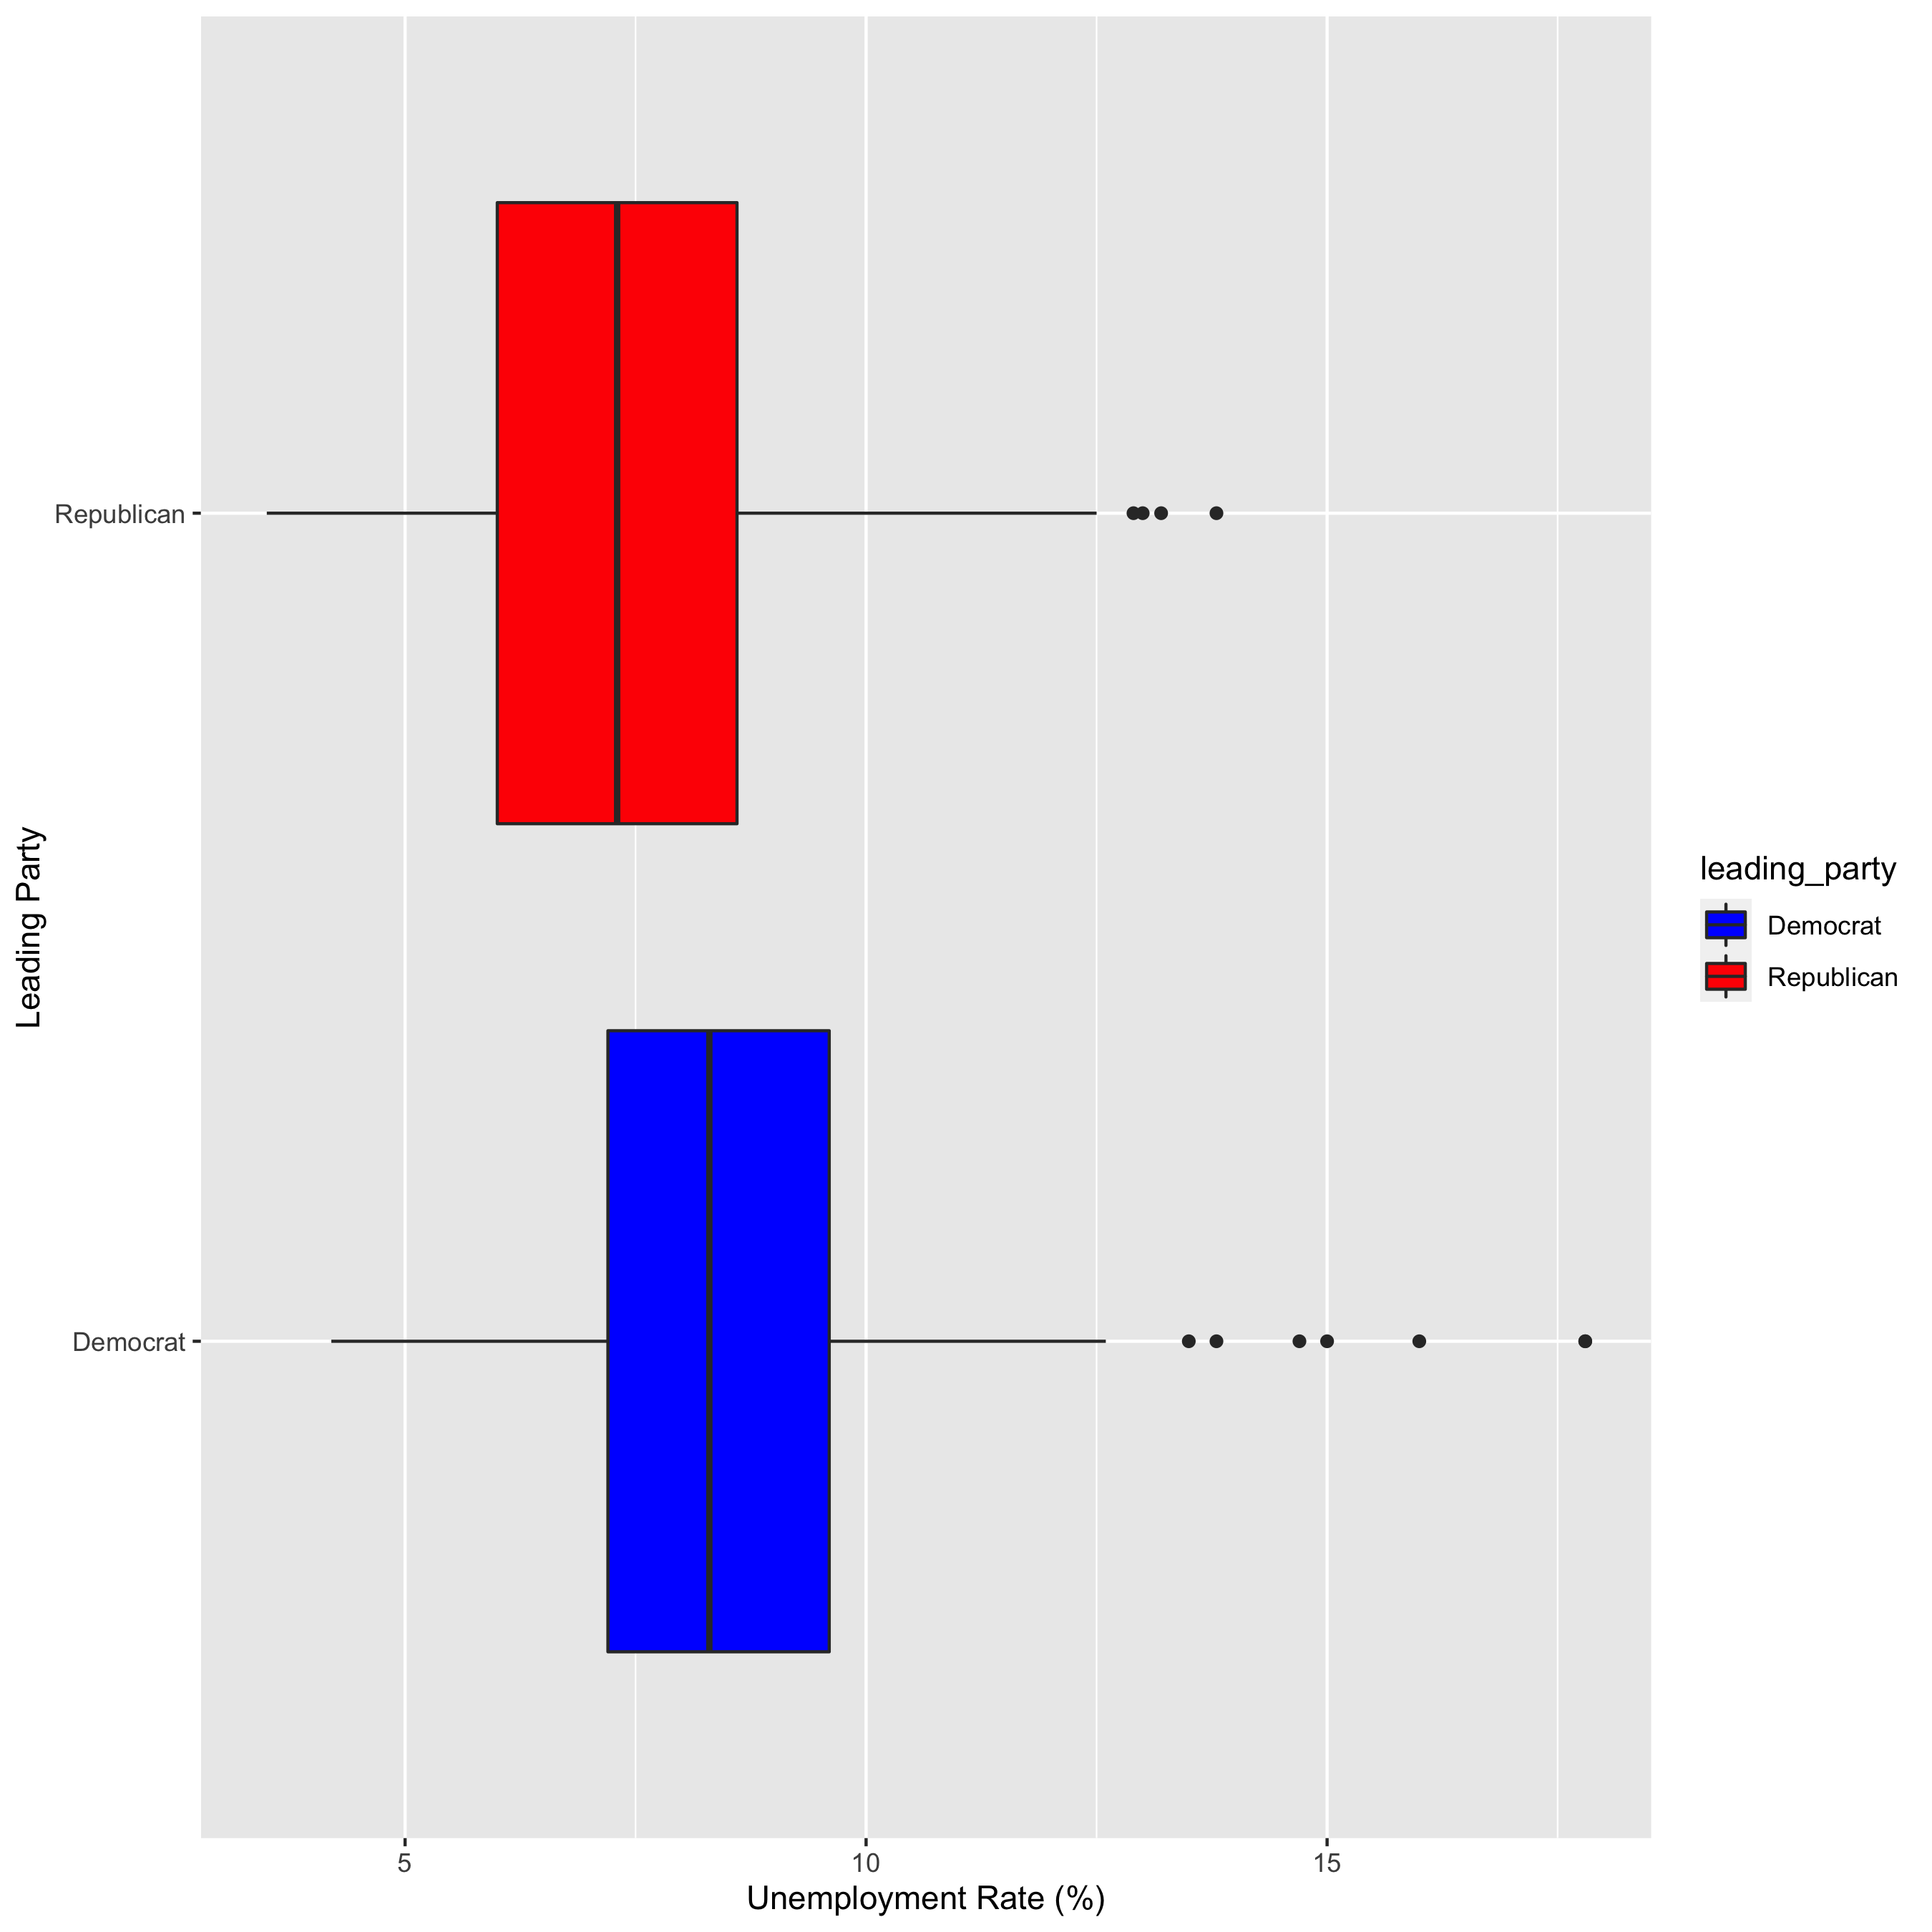 Republican
Democrat
Leading Party
5
10
15
Unemployment Rate (%)
leading_party
Democrat
Republican